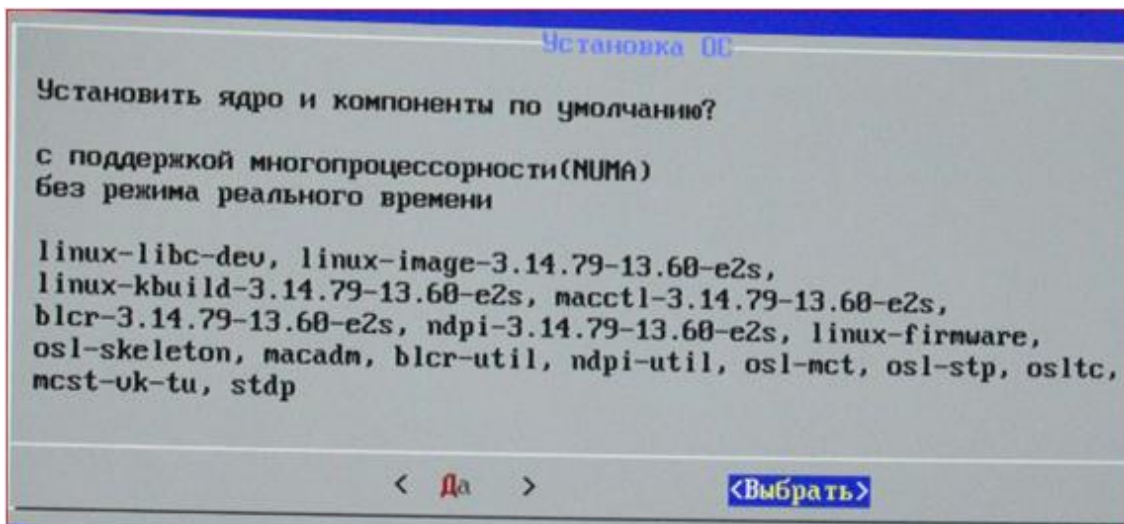 Установка ОС
Установить ядро и компоненты по умолчанию?
с поддержкой многопроцессорности(NUMA)
без режима реального времени
linux-libc-dev, linux-image-3.14.79-13.60-e2s,
linux-kbuild-3.14.79-13.60-e2s, macctl-3.14.79-13.60-e2s,
blcr-3.14.79-13.60-e2s, ndpi-3.14.79-13.60-e2s, linux-firmware,
osl-skeleton, macadm, blcr-util, ndpi-util, osl-mct, osl-stp, osltc,
mcst-vk-tu, stdp
< Да > <Выбрать>